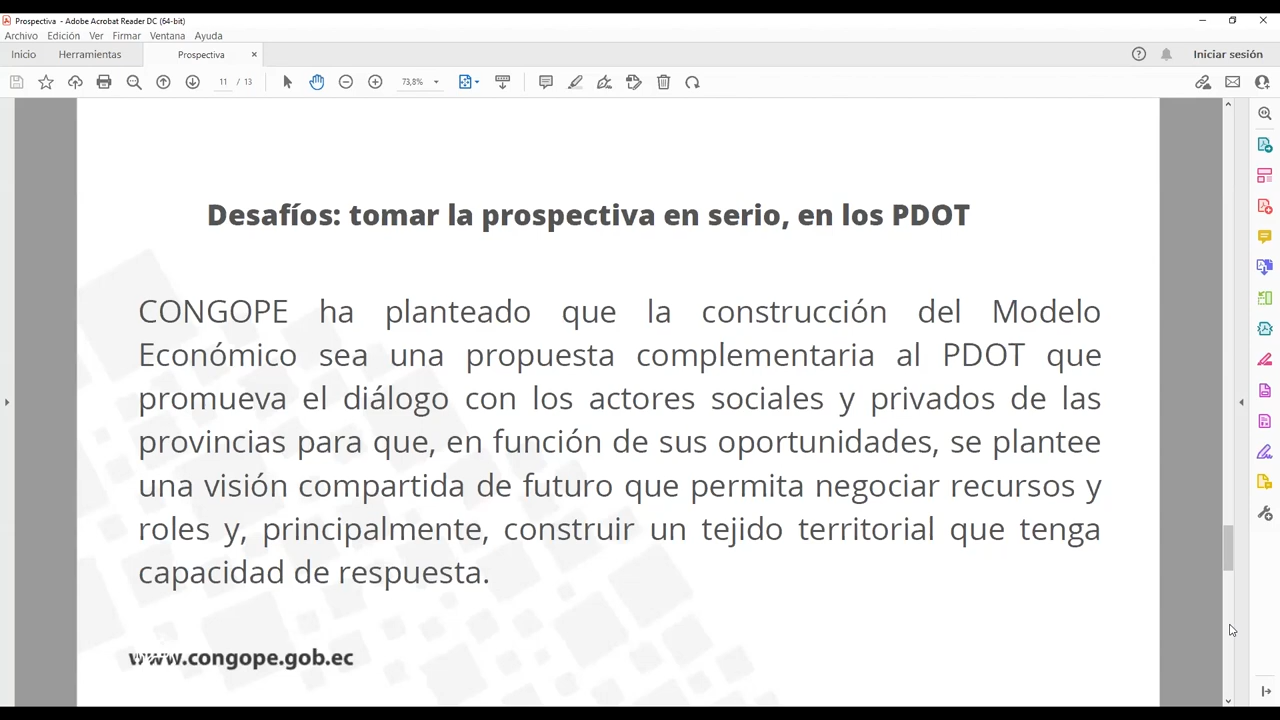 Prospectiva - Adobe Acrobat Reader DC (64-bit)
Archivo Edición Ver Firmar Ventana Ayuda
Inicio Herramientas Prospectiva × Iniciar sesión
11 / 13 73,8%
Desafíos: tomar la prospectiva en serio, en los PDOT
CONGOPE ha planteado que la construcción del Modelo
Económico sea una propuesta complementaria al PDOT que
promueva el diálogo con los actores sociales y privados de las
provincias para que, en función de sus oportunidades, se plantee
una visión compartida de futuro que permita negociar recursos y
roles y, principalmente, construir un tejido territorial que tenga
capacidad de respuesta.
www.congope.gob.ec